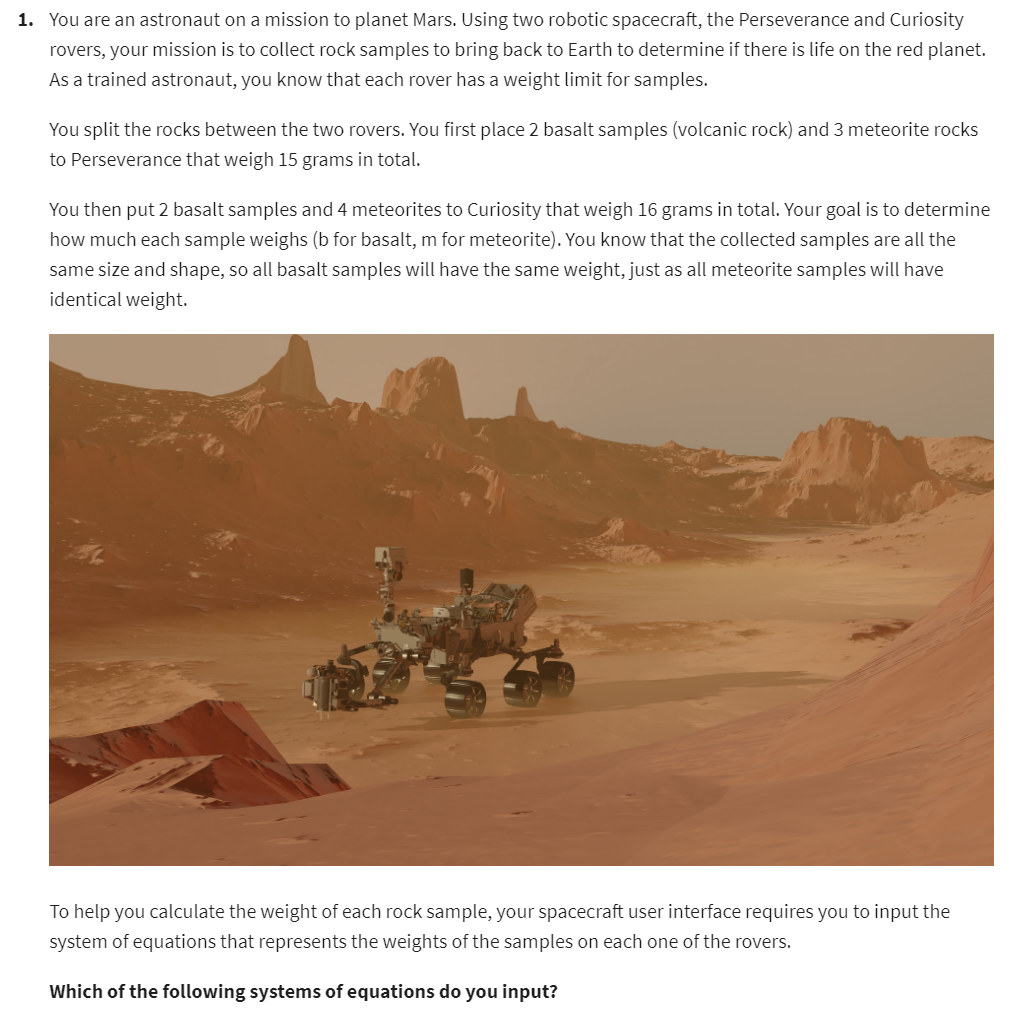 1. You are an astronaut on a mission to planet Mars. Using two robotic spacecraft, the Perseverance and Curiosity
rovers, your mission is to collect rock samples to bring back to Earth to determine if there is life on the red planet.
As a trained astronaut, you know that each rover has a weight limit for samples.
You split the rocks between the two rovers. You first place 2 basalt samples (volcanic rock) and 3 meteorite rocks
to Perseverance that weigh 15 grams in total.
You then put 2 basalt samples and 4 meteorites to Curiosity that weigh 16 grams in total. Your goal is to determine
how much each sample weighs (b for basalt, m for meteorite). You know that the collected samples are all the
same size and shape, so all basalt samples will have the same weight, just as all meteorite samples will have
identical weight.
To help you calculate the weight of each rock sample, your spacecraft user interface requires you to input the
system of equations that represents the weights of the samples on each one of the rovers.
Which of the following systems of equations do you input?